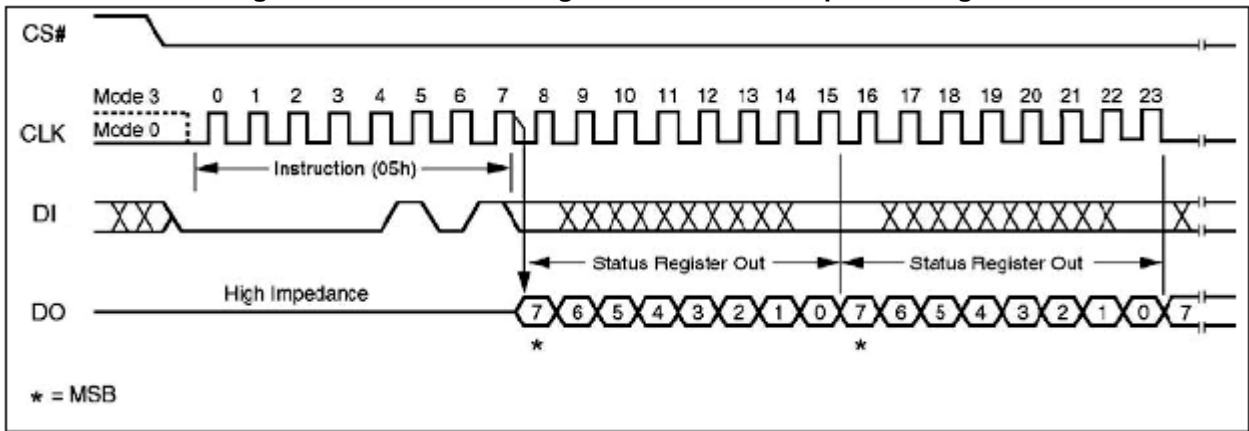 CS#
Mode 3 0 1 2 3 4 5 6 7 8 9 10 11 12 13 14 15 16 17 18 19 20 21 22 23
CLK Mode 0
Instruction (05h)
DI
Status Register Out Status Register Out
High Impedance
DO 7 6 5 4 3 2 1 0 7 6 5 4 3 2 1 0 7
* *
* = MSB